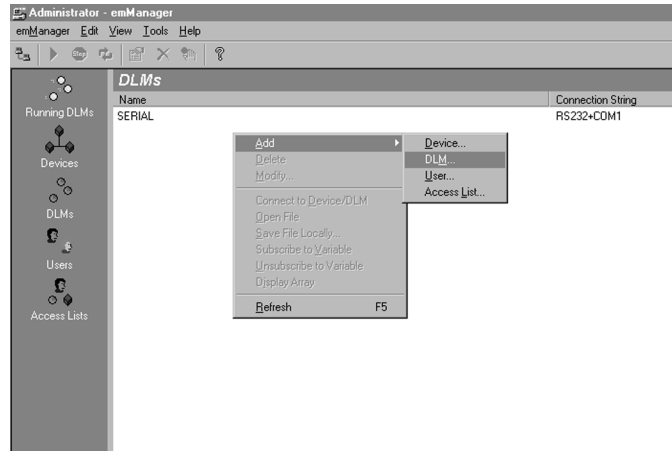 Administrator - emManager
emManager Edit View Tools Help
Stop
DLMs
Name Connection String
SERIAL RS232+COM1
Running DLMs
Devices
DLMs
Users
Access Lists
Add
Delete
Modify...
Connect to Device/DLM
Open File
Save File Locally...
Subscribe to Variable
Unsubscribe to Variable
Display Array
Refresh F5
Device...
DLM...
User...
Access List...